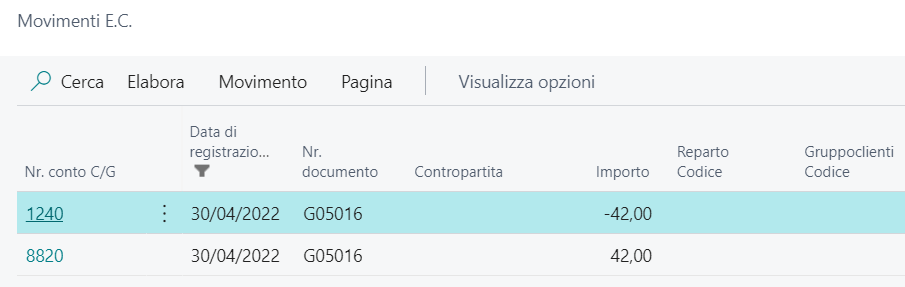 Movimenti E.C.
Cerca Elabora Movimento Pagina Visualizza opzioni
Nr. conto C/G Data di registrazio... Nr. documento Contropartita Importo Reparto Codice Gruppoclienti Codice
1240 30/04/2022 G05016 -42,00
8820 30/04/2022 G05016 42,00